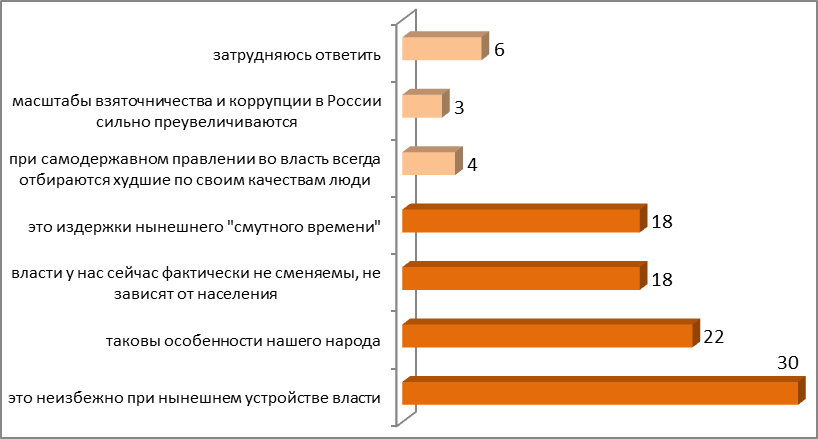 затрудняюсь ответить
6
масштабы взяточничества и коррупции в России
сильно преувеличиваются
3
при самодержавном правлении во власть всегда
отбираются худшие по своим качествам люди
4
это издержки нынешнего "смутного времени"
18
власти у нас сейчас фактически не сменяемы, не
зависят от населения
18
таковы особенности нашего народа
22
это неизбежно при нынешнем устройстве власти
30